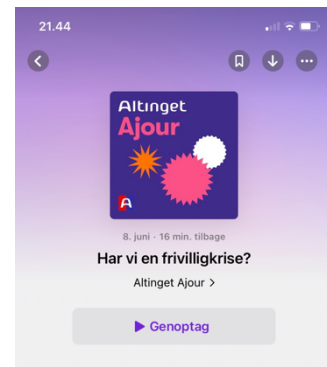 21.44
Altinget
Ajour
A
8. juni · 16 min. tilbage
Har vi en frivilligkrise?
Altinget Ajour >
Genoptag